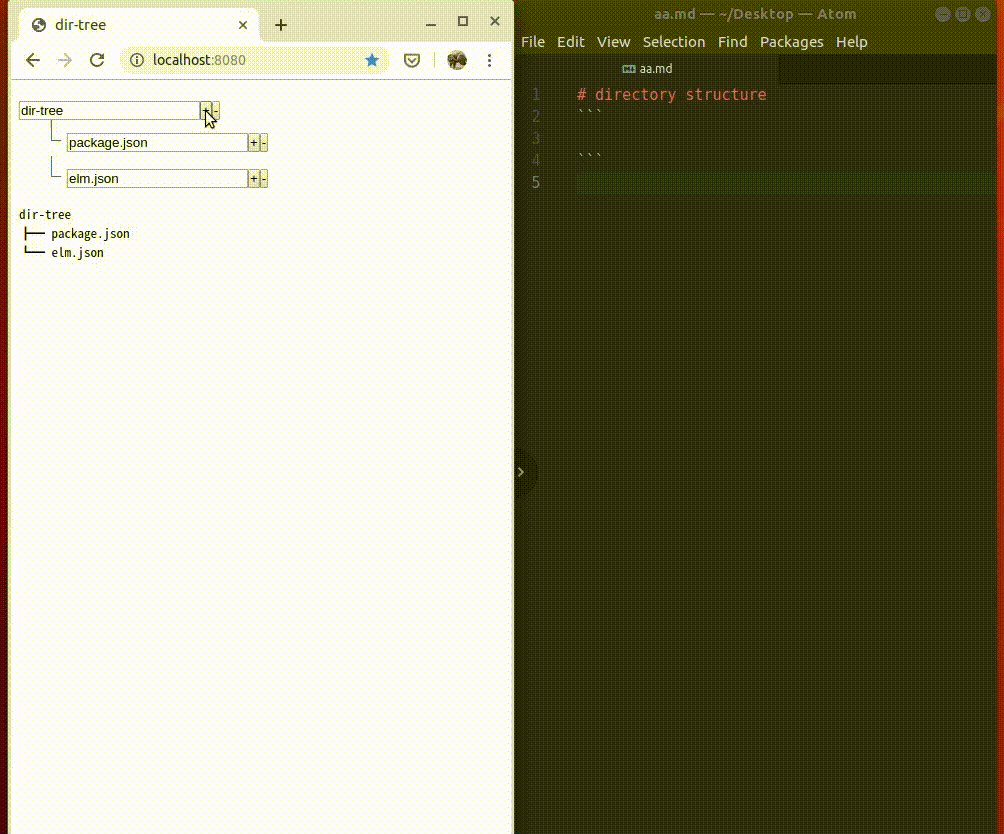 dir-tree
localhost:8080
dir-tree + -
package.json + -
elm.json + -
dir-tree
├── package.json
└── elm.json
aa.md — ~/Desktop — Atom
File Edit View Selection Find Packages Help
aa.md
1 # directory structure
2 ```
3
4 ```
5